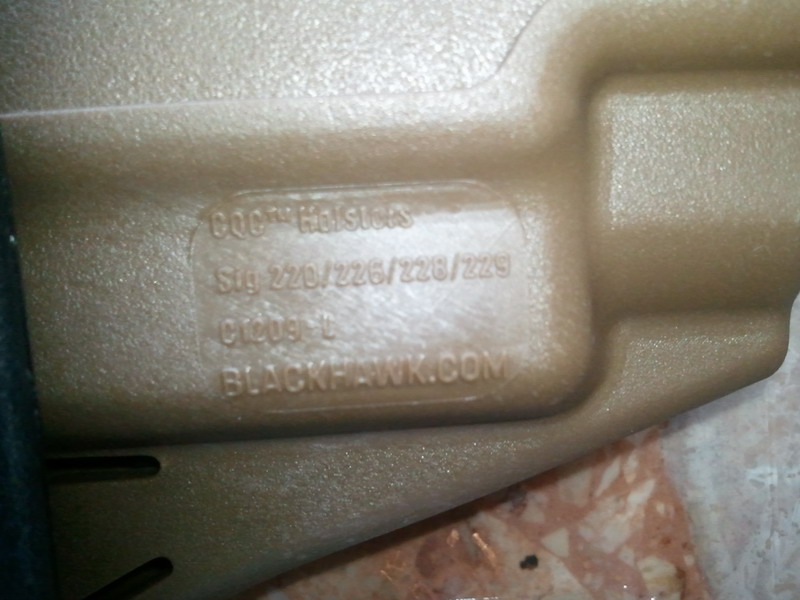 CQC™ Holsters
Sig 220/226/228/229
C1209-L
BLACKHAWK.COM